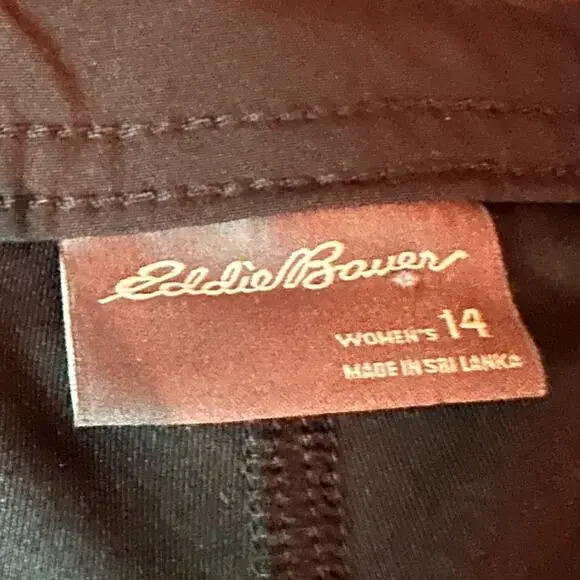 Eddie Bauer®
WOMEN'S 14
MADE IN SRI LANKA